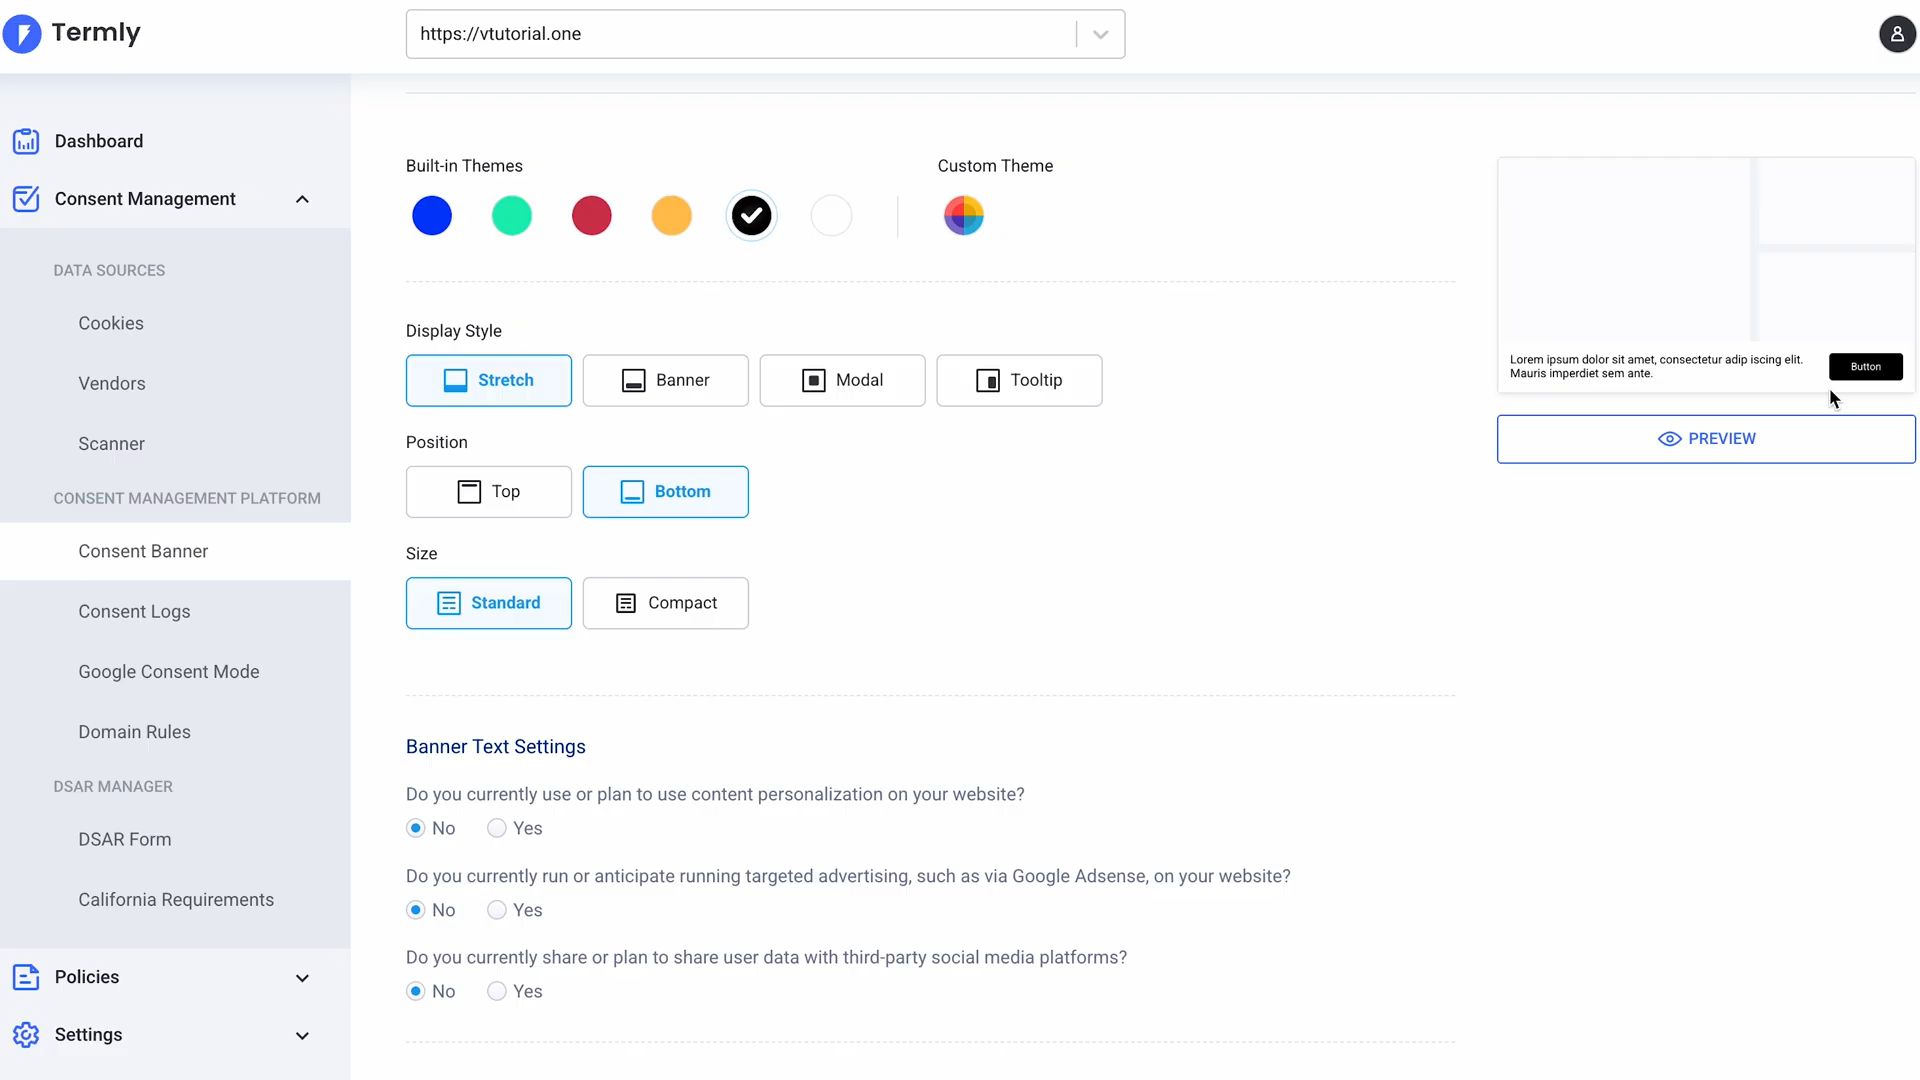 Termly
https://vtutorial.one
Dashboard
Consent Management
DATA SOURCES
Cookies
Vendors
Scanner
CONSENT MANAGEMENT PLATFORM
Consent Banner
Consent Logs
Google Consent Mode
Domain Rules
DSAR MANAGER
DSAR Form
California Requirements
Policies
Settings
Built-in Themes
Custom Theme
Display Style
Stretch
Banner
Modal
Tooltip
Position
Top
Bottom
Size
Standard
Compact
Banner Text Settings
Do you currently use or plan to use content personalization on your website?
No
Yes
Do you currently run or anticipate running targeted advertising, such as via Google Adsense, on your website?
No
Yes
Do you currently share or plan to share user data with third-party social media platforms?
No
Yes
Lorem ipsum dolor sit amet, consectetur adip iscing elit.
Mauris imperdiet sem ante.
Button
PREVIEW